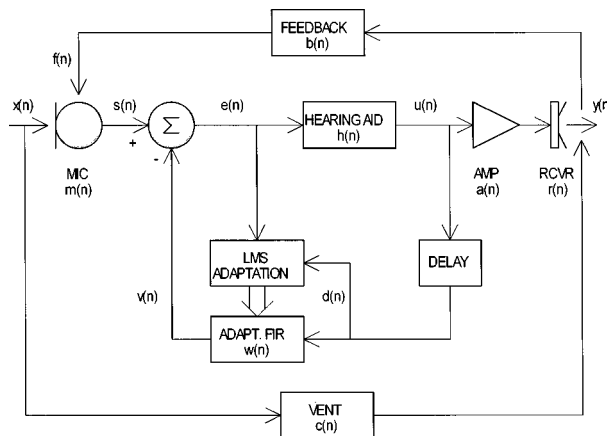 FEEDBACK
b(n)
f(n)
x(n)
s(n)
e(n)
u(n)
y(n
Σ
+
-
HEARING AID
h(n)
MIC
m(n)
AMP
a(n)
RCVR
r(n)
LMS
ADAPTATION
DELAY
v(n)
d(n)
ADAPT. FIR
w(n)
VENT
c(n)